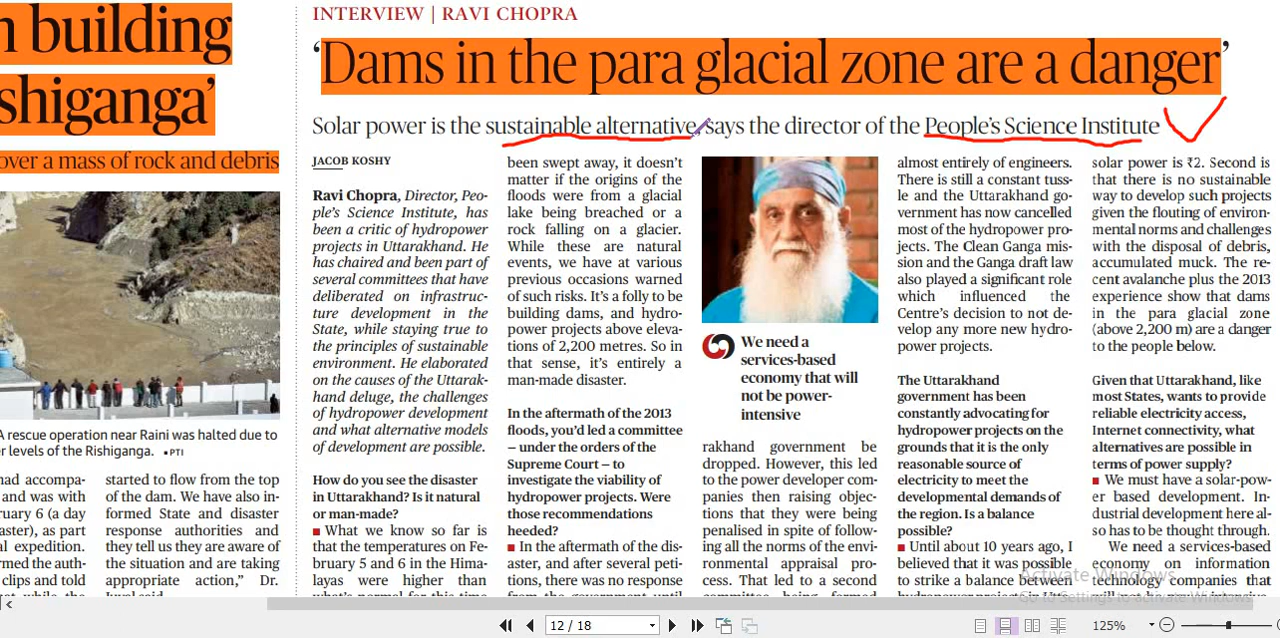 n building
shiganga’
over a mass of rock and debris
A rescue operation near Raini was halted due to
r levels of the Rishiganga. ▪PTI
had accompa-
and was with
ruary 6 (a day
aster), as part
al expedition.
rmed the auth-
clips and told
started to flow from the top
of the dam. We have also in-
formed State and disaster
response authorities and
they tell us they are aware of
the situation and are taking
appropriate action,” Dr.
INTERVIEW | RAVI CHOPRA
‘Dams in the para glacial zone are a danger’
Solar power is the sustainable alternative, says the director of the People’s Science Institute
JACOB KOSHY
Ravi Chopra, Director, Peo-
ple’s Science Institute, has
been a critic of hydropower
projects in Uttarakhand. He
has chaired and been part of
several committees that have
deliberated on infrastruc-
ture development in the
State, while staying true to
the principles of sustainable
environment. He elaborated
on the causes of the Uttarak-
hand deluge, the challenges
of hydropower development
and what alternative models
of development are possible.
How do you see the disaster
in Uttarakhand? Is it natural
or man-made?
■ What we know so far is
that the temperatures on Fe-
bruary 5 and 6 in the Hima-
layas were higher than
what’s normal for this time
been swept away, it doesn’t
matter if the origins of the
floods were from a glacial
lake being breached or a
rock falling on a glacier.
While these are natural
events, we have at various
previous occasions warned
of such risks. It’s a folly to be
building dams, and hydro-
power projects above eleva-
tions of 2,200 metres. So in
that sense, it’s entirely a
man-made disaster.
In the aftermath of the 2013
floods, you’d led a committee
– under the orders of the
Supreme Court – to
investigate the viability of
hydropower projects. Were
those recommendations
heeded?
■ In the aftermath of the dis-
aster, and after several peti-
tions, there was no response
from the government until
We need a
services-based
economy that will
not be power-
intensive
rakhand government be
dropped. However, this led
to the power developer com-
panies then raising objec-
tions that they were being
penalised in spite of follow-
ing all the norms of the envi-
ronmental appraisal pro-
cess. That led to a second
committee being formed
almost entirely of engineers.
There is still a constant tuss-
le and the Uttarakhand go-
vernment has now cancelled
most of the hydropower pro-
jects. The Clean Ganga mis-
sion and the Ganga draft law
also played a significant role
which influenced the
Centre’s decision to not de-
velop any more new hydro-
power projects.
The Uttarakhand
government has been
constantly advocating for
hydropower projects on the
grounds that it is the only
reasonable source of
electricity to meet the
developmental demands of
the region. Is a balance
possible?
■ Until about 10 years ago, I
believed that it was possible
to strike a balance between
solar power is ₹2. Second is
that there is no sustainable
way to develop such projects
given the flouting of environ-
mental norms and challenges
with the disposal of debris,
accumulated muck. The re-
cent avalanche plus the 2013
experience show that dams
in the para glacial zone
(above 2,200 m) are a danger
to the people below.
Given that Uttarakhand, like
most States, wants to provide
reliable electricity access,
Internet connectivity, what
alternatives are possible in
terms of power supply?
■ We must have a solar-pow-
er based development. In-
dustrial development here al-
so has to be thought through.
We need a services-based
economy on information
technology companies that
Activate Windows
Go to Settings to activate Windows.
12 / 18
125%